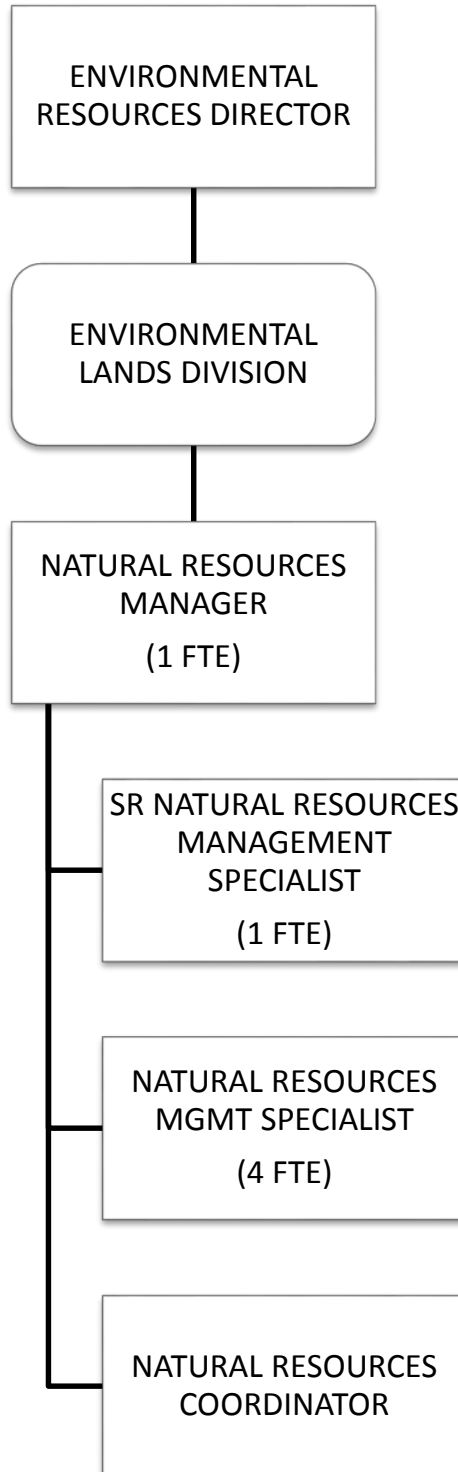 ENVIRONMENTAL
RESOURCES DIRECTOR
ENVIRONMENTAL
LANDS DIVISION
NATURAL RESOURCES
MANAGER
(1 FTE)
SR NATURAL RESOURCES
MANAGEMENT
SPECIALIST
(1 FTE)
NATURAL RESOURCES
MGMT SPECIALIST
(4 FTE)
NATURAL RESOURCES
COORDINATOR